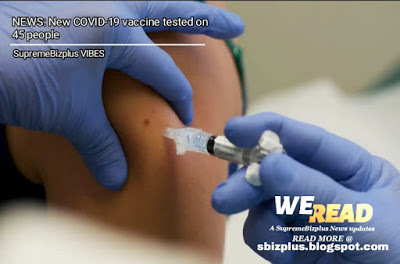 NEWS: New COVID-19 vaccine tested on
45 people
SupremeBizplus VIBES
WE READ
A SupremeBizplus News updates
READ MORE @
sbizplus.blogspot.com